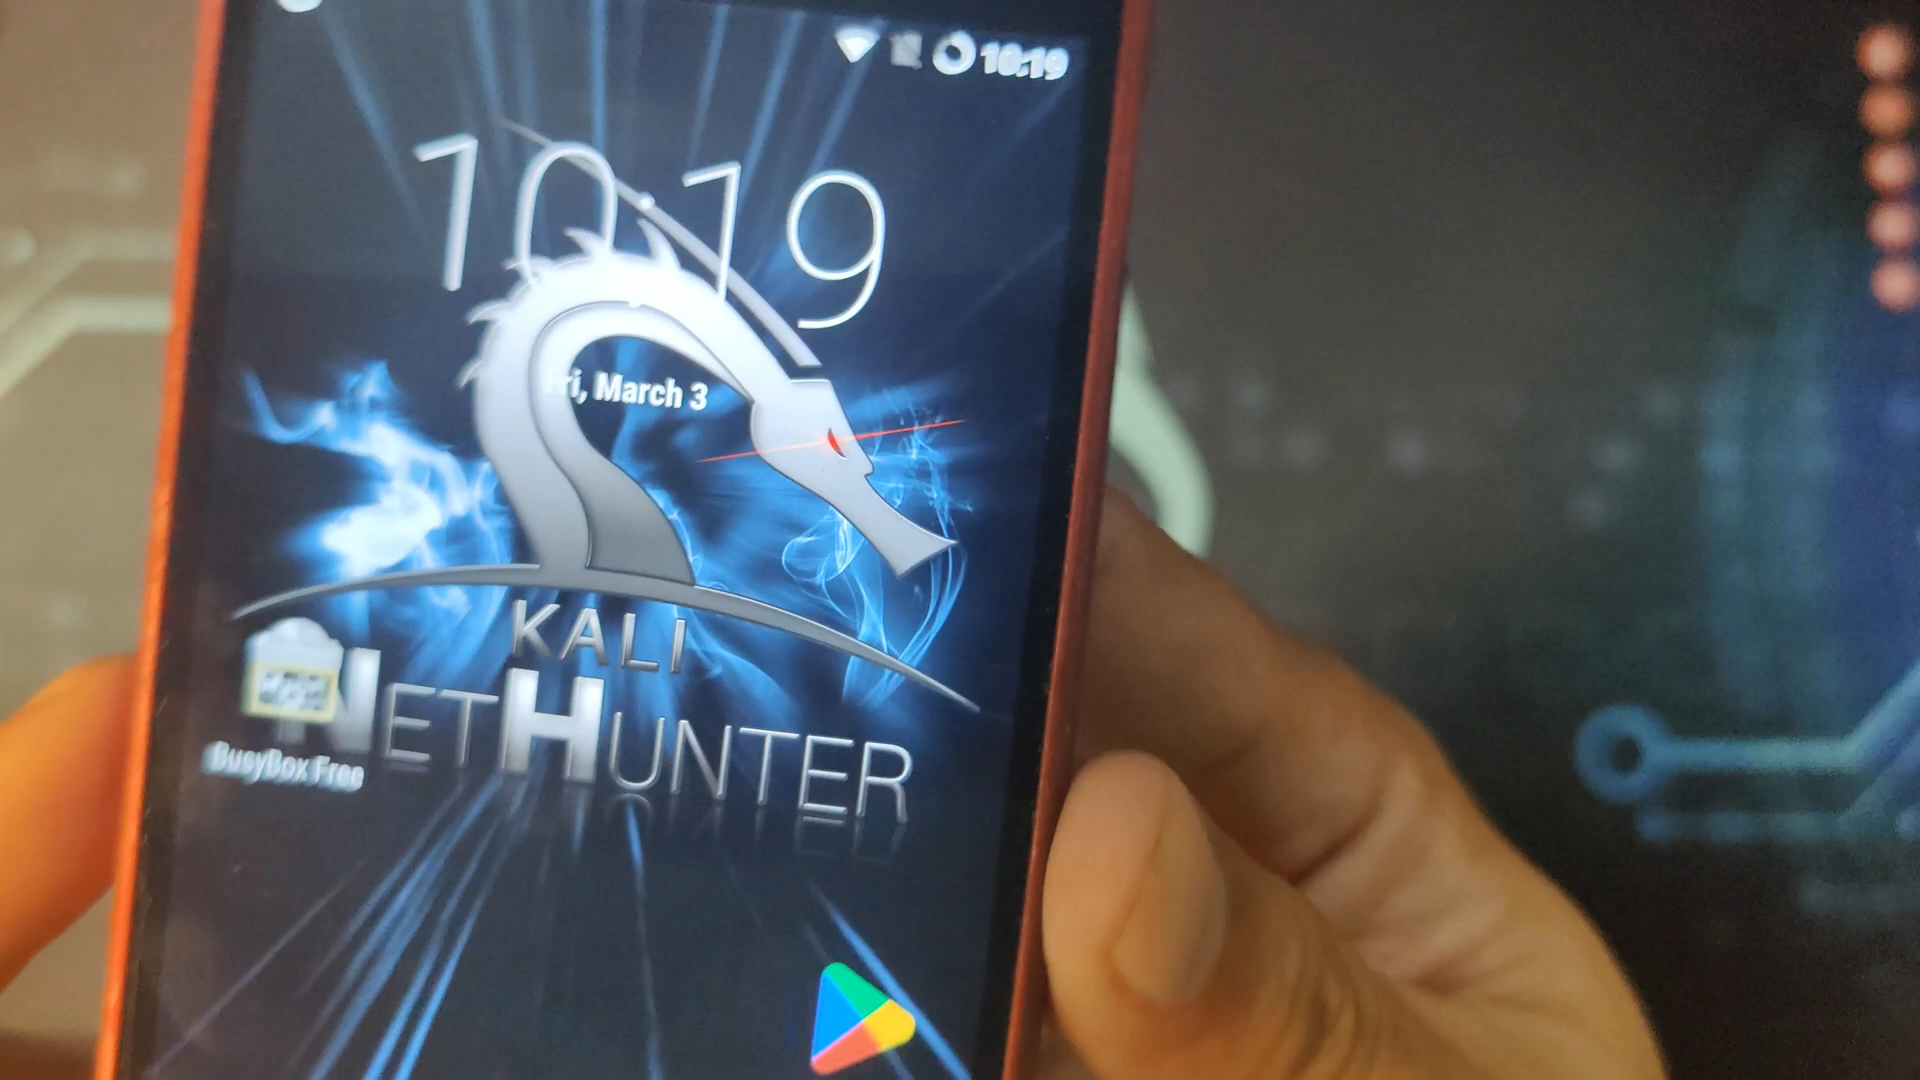 10:19
10:19
Fri, March 3
KALI
NETHUNTER
BusyBox Free